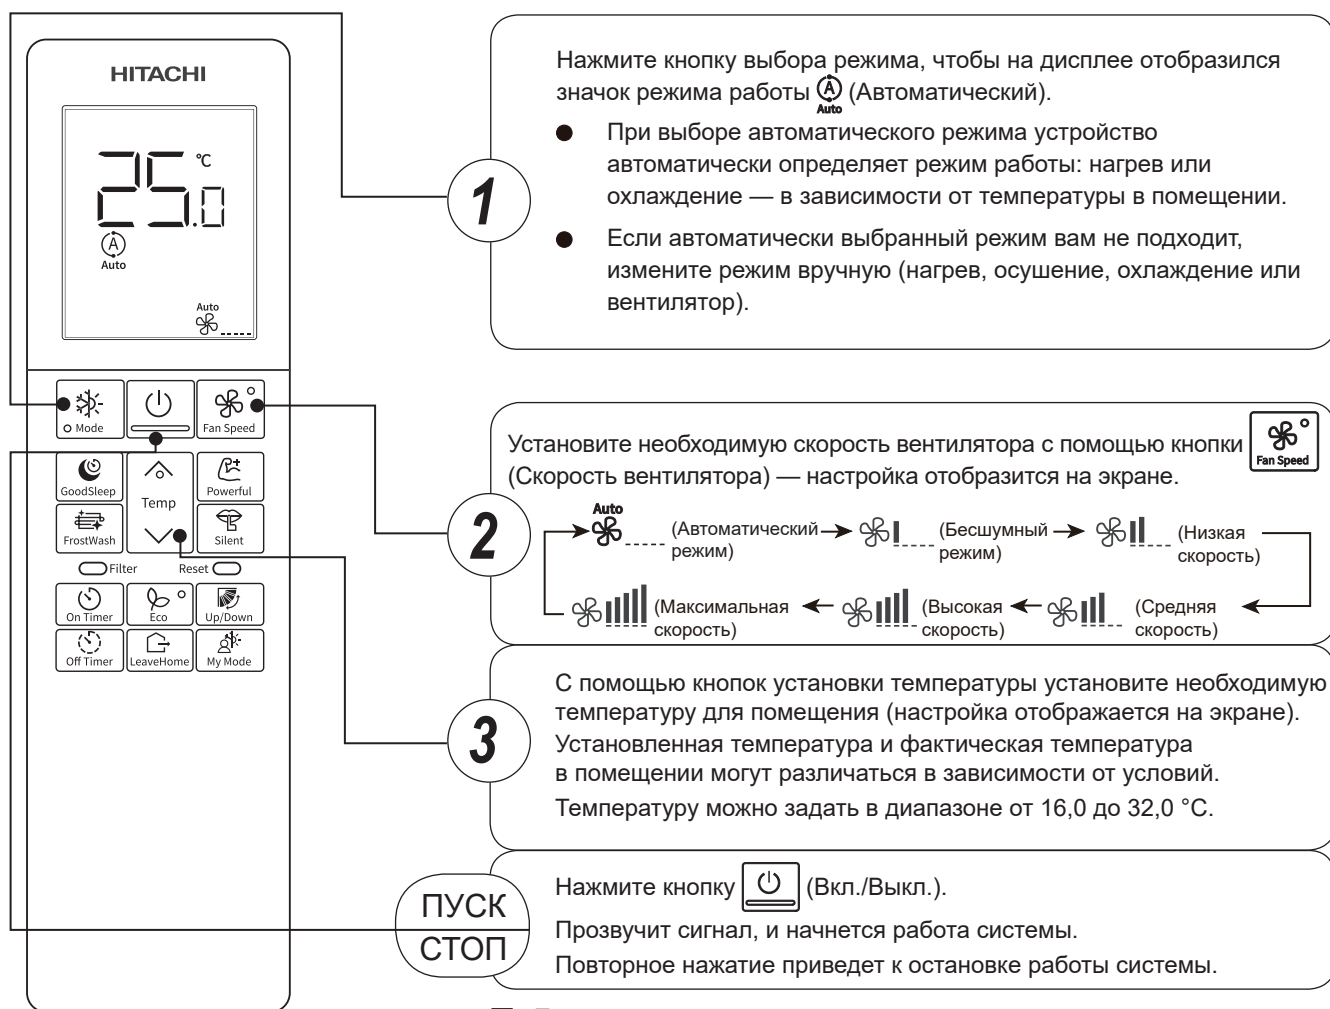 HITACHI
25.0 °C
A
Auto
Auto
Mode
Fan Speed
GoodSleep
Temp
Powerful
FrostWash
Silent
Filter
Reset
On Timer
Eco
Up/Down
Off Timer
LeaveHome
My Mode
1
Нажмите кнопку выбора режима, чтобы на дисплее отобразился
значок режима работы A Auto (Автоматический).
● При выборе автоматического режима устройство
автоматически определяет режим работы: нагрев или
охлаждение — в зависимости от температуры в помещении.
● Если автоматически выбранный режим вам не подходит,
измените режим вручную (нагрев, осушение, охлаждение или
вентилятор).
2
Установите необходимую скорость вентилятора с помощью кнопки Fan Speed
(Скорость вентилятора) — настройка отобразится на экране.
Auto
(Автоматический
режим)
(Бесшумный
режим)
(Низкая
скорость)
(Максимальная
скорость)
(Высокая
скорость)
(Средняя
скорость)
3
С помощью кнопок установки температуры установите необходимую
температуру для помещения (настройка отображается на экране).
Установленная температура и фактическая температура
в помещении могут различаться в зависимости от условий.
Температуру можно задать в диапазоне от 16,0 до 32,0 °C.
ПУСК
СТОП
Нажмите кнопку (Вкл./Выкл.).
Прозвучит сигнал, и начнется работа системы.
Повторное нажатие приведет к остановке работы системы.